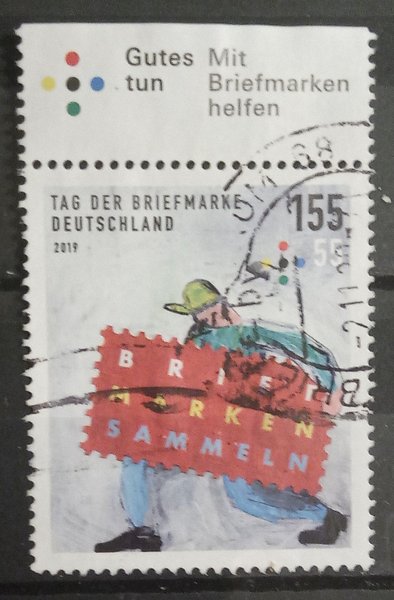 Gutes Mit
tun Briefmarken
helfen
TAG DER BRIEFMARKE
DEUTSCHLAND
2019
155
55
BRIEF
MARKEN
SAMMELN